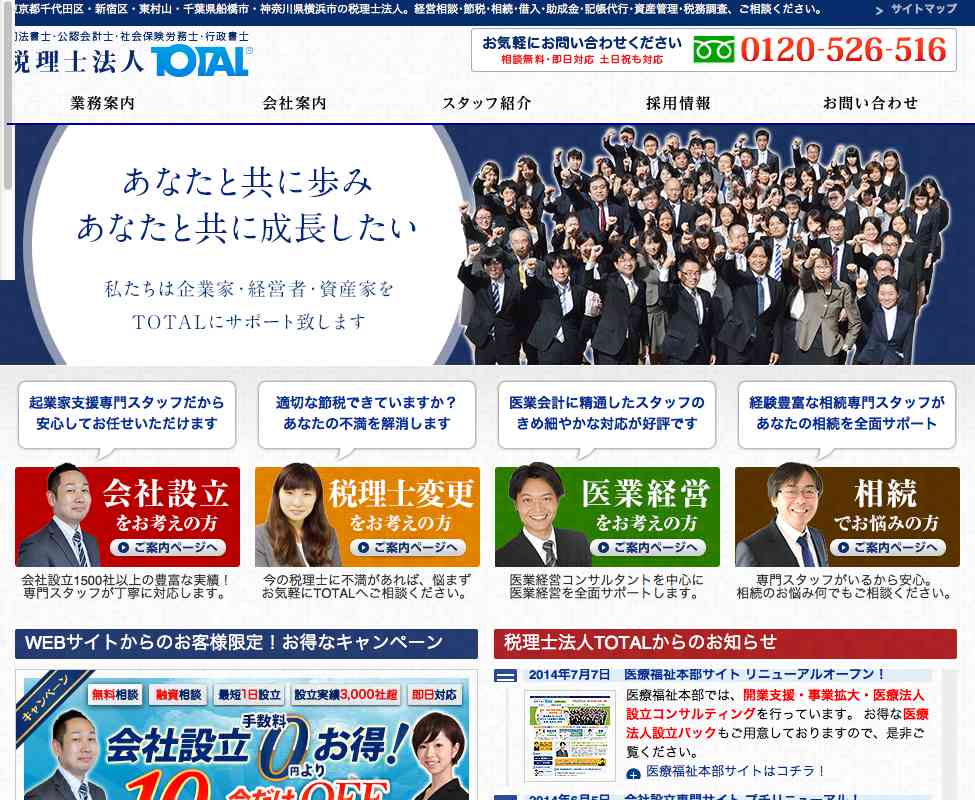 京都千代田区・新宿区・東村山・千葉県船橋市・神奈川県横浜市の税理士法人。経営相談・節税・相続・借入・助成金・記帳代行・資産管理・税務調査、ご相談ください。
サイトマップ
法書士・公認会計士・社会保険労務士・行政書士
税理士法人 TOTAL
お気軽にお問い合わせください
相談無料・即日対応 土日祝も対応
0120-526-516
業務案内
会社案内
スタッフ紹介
採用情報
お問い合わせ
あなたと共に歩み
あなたと共に成長したい
私たちは企業家・経営者・資産家を
TOTALにサポート致します
起業家支援専門スタッフだから
安心してお任せいただけます
適切な節税できていますか？
あなたの不満を解消します
医業会計に精通したスタッフの
きめ細やかな対応が好評です
経験豊富な相続専門スタッフが
あなたの相続を全面サポート
会社設立
をお考えの方
ご案内ページへ
税理士変更
をお考えの方
ご案内ページへ
医業経営
をお考えの方
ご案内ページへ
相続
でお悩みの方
ご案内ページへ
会社設立1500社以上の豊富な実績！
専門スタッフが丁寧に対応します。
今の税理士に不満があれば、悩まず
お気軽にTOTALへご相談ください。
医業経営コンサルタントを中心に
医業経営を全面サポートします。
専門スタッフがいるから安心。
相続のお悩み何でもご相談ください。
WEBサイトからのお客様限定！お得なキャンペーン
キャンペーン
無料相談
融資相談
最短1日設立
設立実績3,000社超
即日対応
会社設立 手数料0円より お得！
10 今だけOFF
税理士法人TOTALからのお知らせ
2014年7月7日 医療福祉本部サイト リニューアルオープン！
医療福祉本部では、開業支援・事業拡大・医療法人
設立コンサルティングを行っています。 お得な医療
法人設立パックもご用意しておりますので、是非ご
覧ください。
医療福祉本部サイトはコチラ！
2014年6月5日 会社設立専門サイト プチリニューアル！